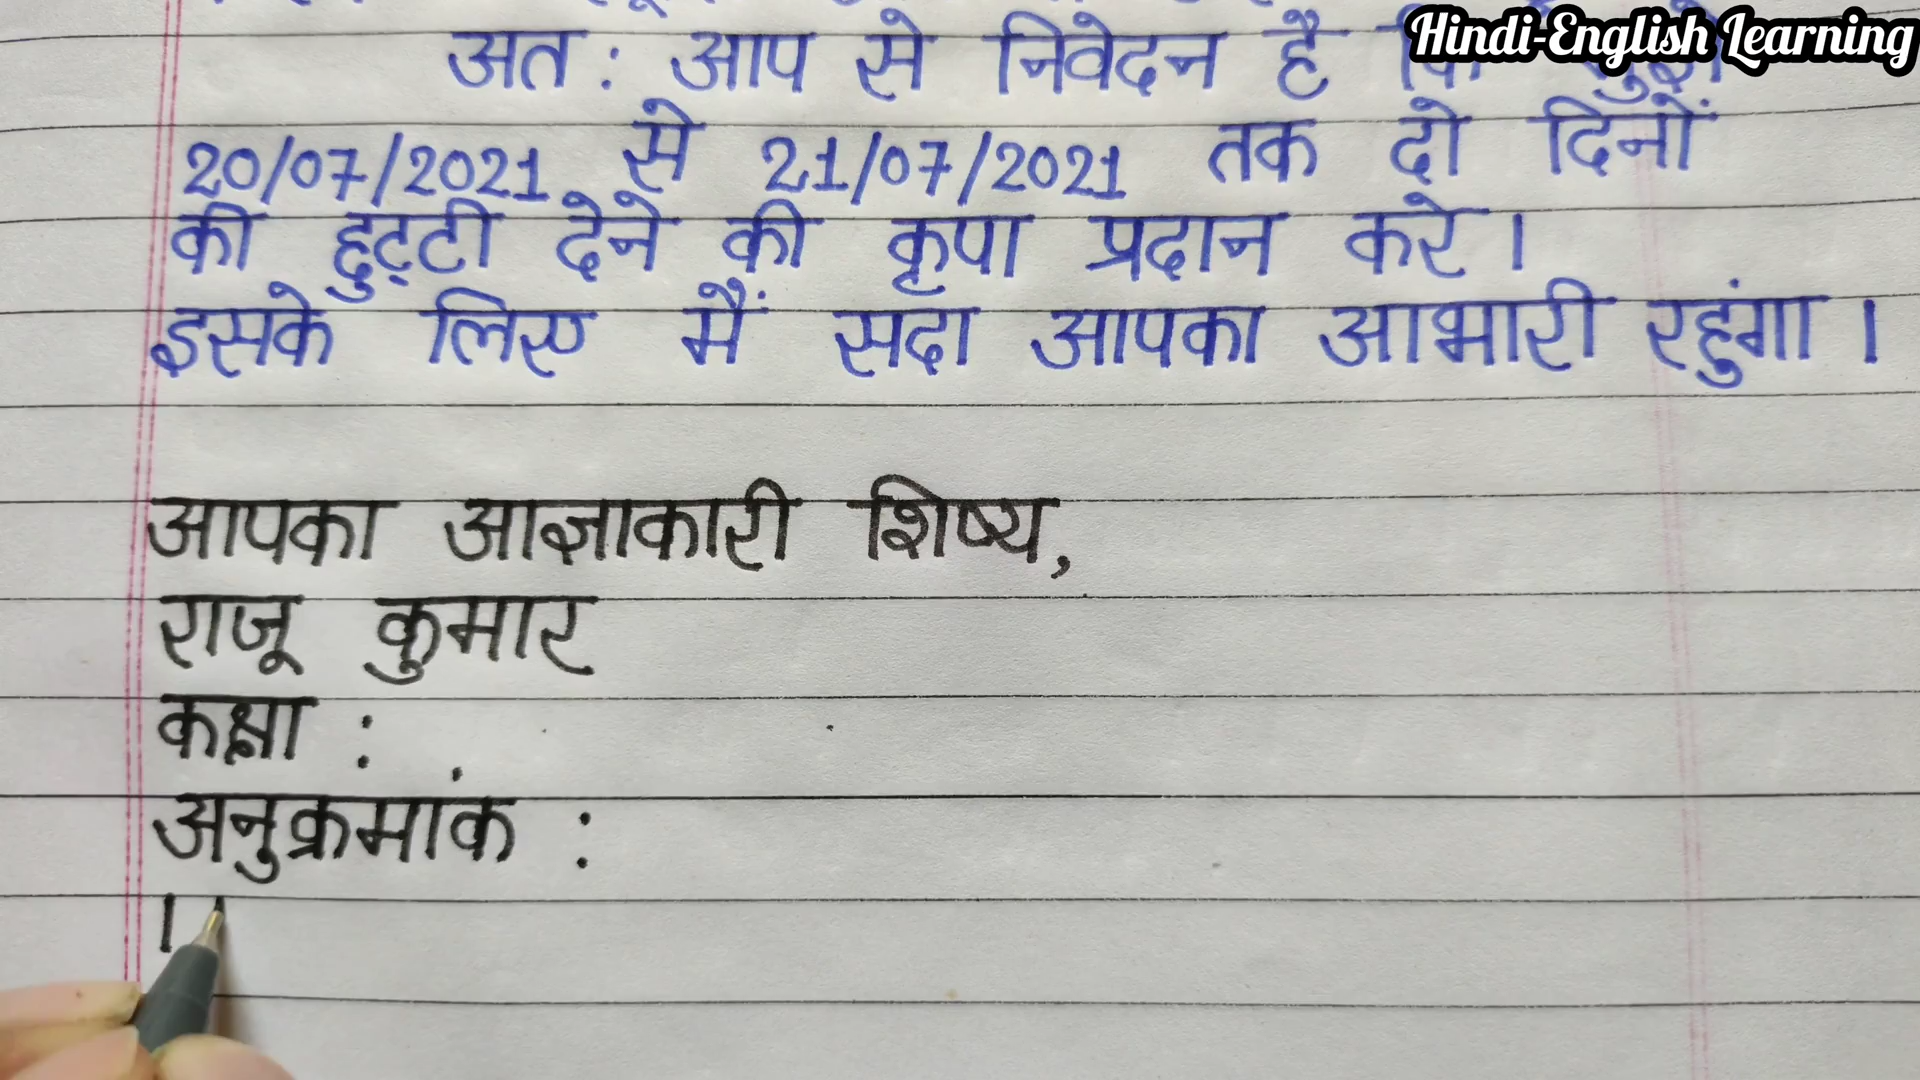 Hindi-English Learning
अत : आप से निवेदन है कि
20/07/2021 से 21/07/2021 तक दो दिनों
की छुट्टी देने की कृपा प्रदान करे।
इसके लिए मैं सदा आपका आभारी रहुंगा।
आपका आज्ञाकारी शिष्य,
राजू कुमार
कक्षा :
अनुक्रमांक :